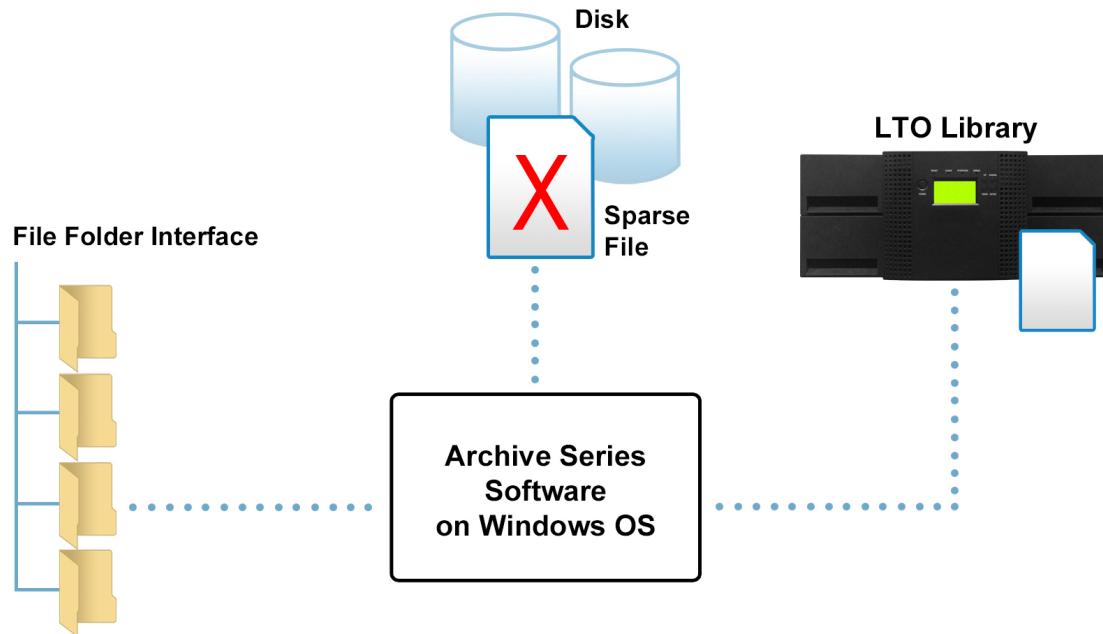 Disk
LTO Library
Sparse
File
File Folder Interface
X
Archive Series
Software
on Windows OS